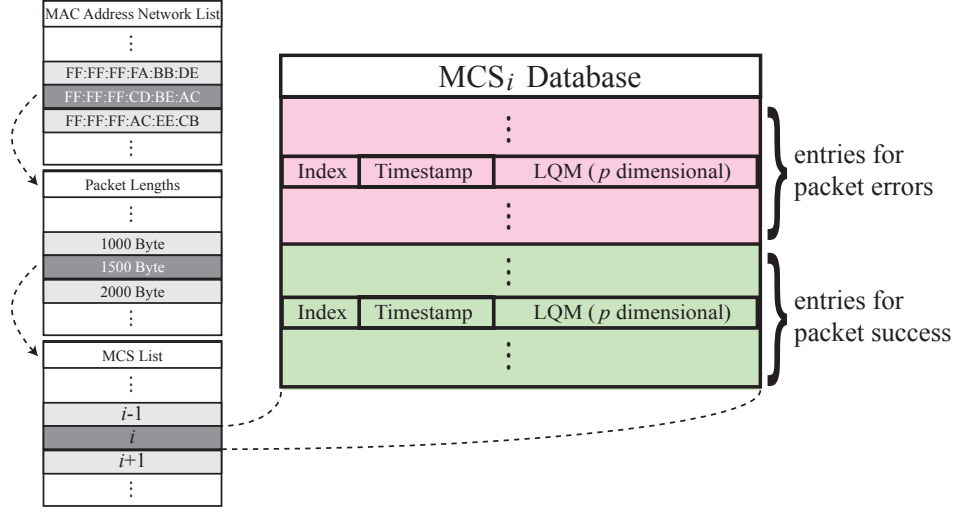 MAC Address Network List
⋮
FF:FF:FF:FA:BB:DE
FF:FF:FF:CD:BE:AC
FF:FF:FF:AC:EE:CB
⋮
Packet Lengths
⋮
1000 Byte
1500 Byte
2000 Byte
⋮
MCS List
⋮
i-1
i
i+1
⋮
MCSi Database
⋮
Index Timestamp LQM ( p dimensional)
⋮
entries for
packet errors
⋮
Index Timestamp LQM ( p dimensional)
⋮
entries for
packet success